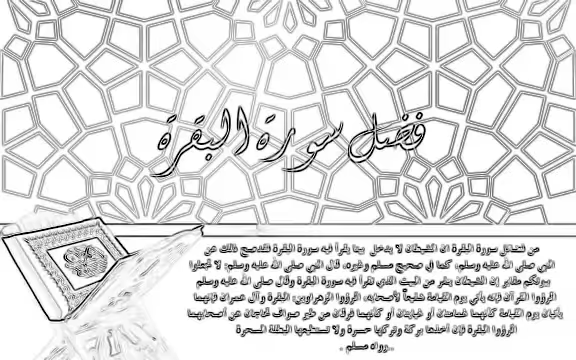 فضل سورة البقرة
من فضائل سورة البقرة ان الشيطان لا يدخل بيتا يقرأ فيه سورة البقرة فقد صح ذلك عن
النبي صلى الله عليه وسلم، كما في صحيح مسلم وغيره، قال النبي صلى الله عليه وسلم: لا تجعلوا
بيوتكم مقابر إن الشيطان ينفر من البيت الذي تقرأ فيه سورة البقرة وقال صلى الله عليه وسلم
اقرؤوا القرآن فإنه يأتي يوم القيامة شفيعاً لأصحابه، اقرؤوا الزهراوين: البقرة وآل عمران فإنهما
يأتيان يوم القيامة كأنهما غمامتان أو غيايتان أو كأنهما فرقان من طير صواف تحاجان عن أصحابهما
اقرؤوا البقرة فإن أخذها بركة وتركها حسرة ولا تستطيعها البطلة السحرة
..رواه مسلم .